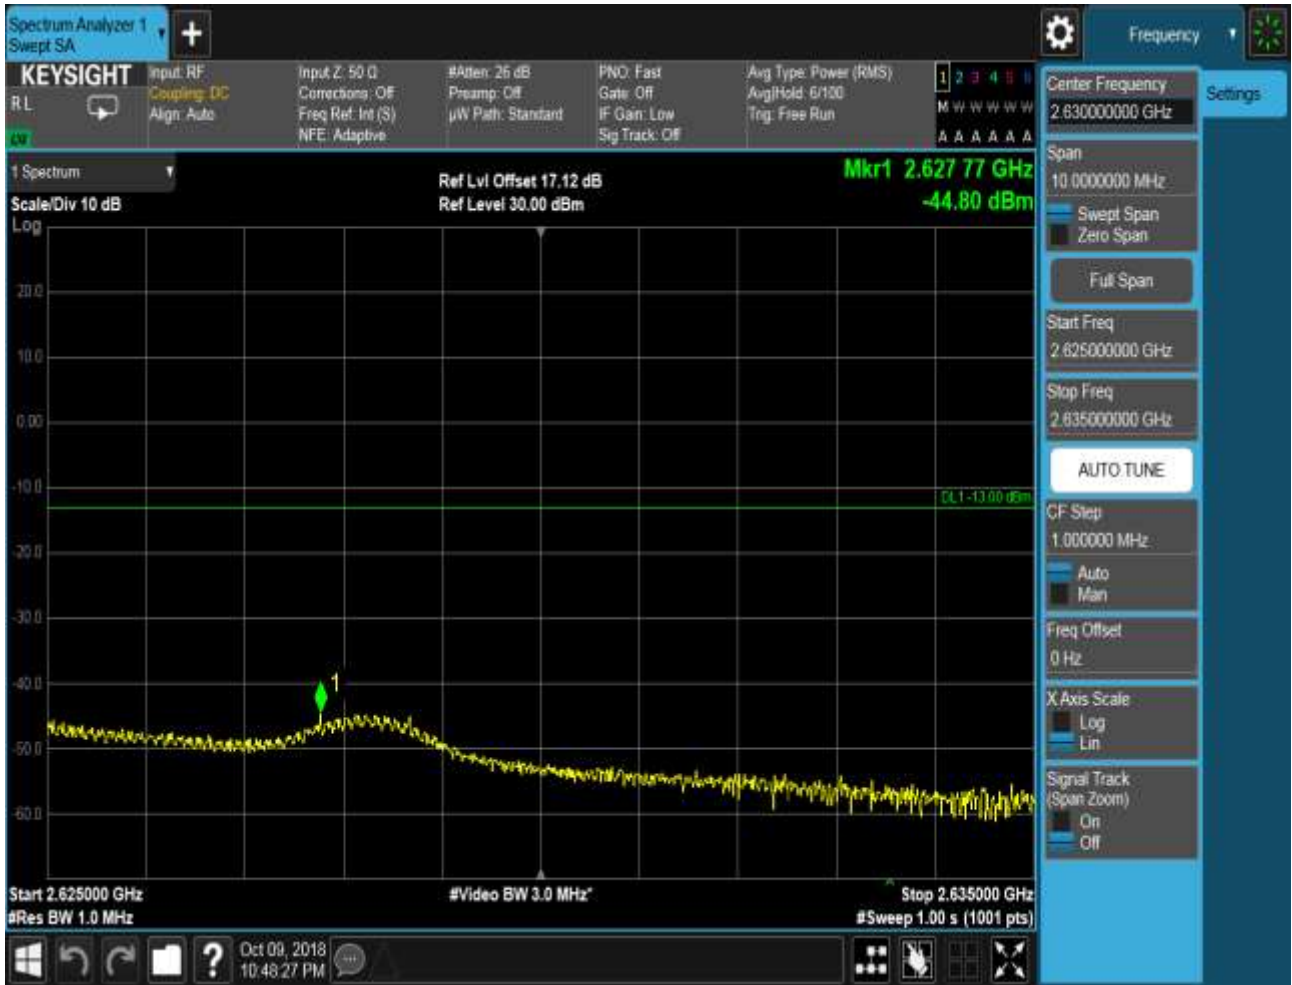 Spectrum Analyzer 1
Swept SA
Frequency
KEYSIGHT
R L
Input: RF
Coupling: DC
Align: Auto
Input Z: 50 Ω
Corrections: Off
Freq Ref: Int (S)
NFE: Adaptive
#Atten: 26 dB
Preamp: Off
µW Path: Standard
PNO: Fast
Gate: Off
IF Gain: Low
Sig Track: Off
Avg Type: Power (RMS)
Avg|Hold: 6/100
Trig: Free Run
1 2 3 4 5 6
M W W W W W
A A A A A A
1 Spectrum
Scale/Div 10 dB
Log
Ref Lvl Offset 17.12 dB
Ref Level 30.00 dBm
Mkr1 2.627 77 GHz
-44.80 dBm
20.0
10.0
0.00
-10.0
DL1 -13.00 dBm
-20.0
-30.0
-40.0
1
-50.0
-60.0
Start 2.625000 GHz
#Res BW 1.0 MHz
#Video BW 3.0 MHz*
Stop 2.635000 GHz
#Sweep 1.00 s (1001 pts)
Oct 09, 2018
10:48:27 PM
Settings
Center Frequency
2.630000000 GHz
Span
10.0000000 MHz
Swept Span
Zero Span
Full Span
Start Freq
2.625000000 GHz
Stop Freq
2.635000000 GHz
AUTO TUNE
CF Step
1.000000 MHz
Auto
Man
Freq Offset
0 Hz
X Axis Scale
Log
Lin
Signal Track
(Span Zoom)
On
Off